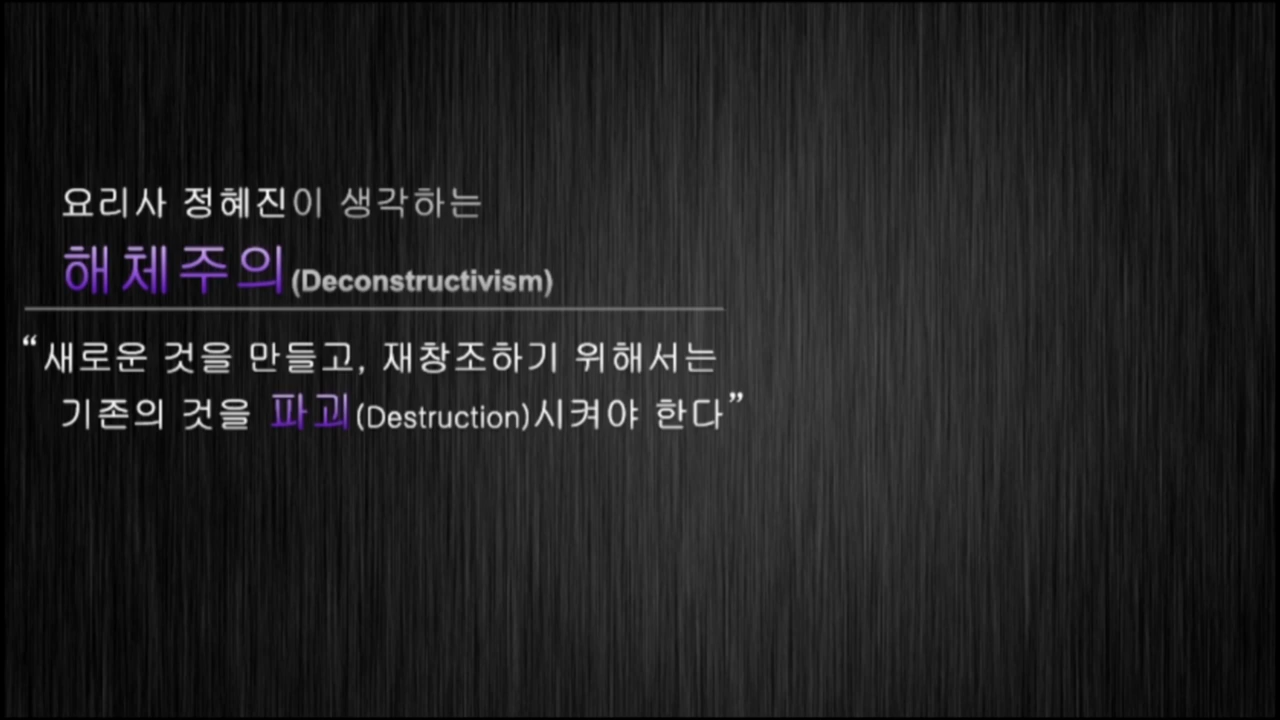 요리사 정혜진이 생각하는
해체주의(Deconstructivism)
“새로운 것을 만들고, 재창조하기 위해서는
기존의 것을 파괴(Destruction)시켜야 한다”